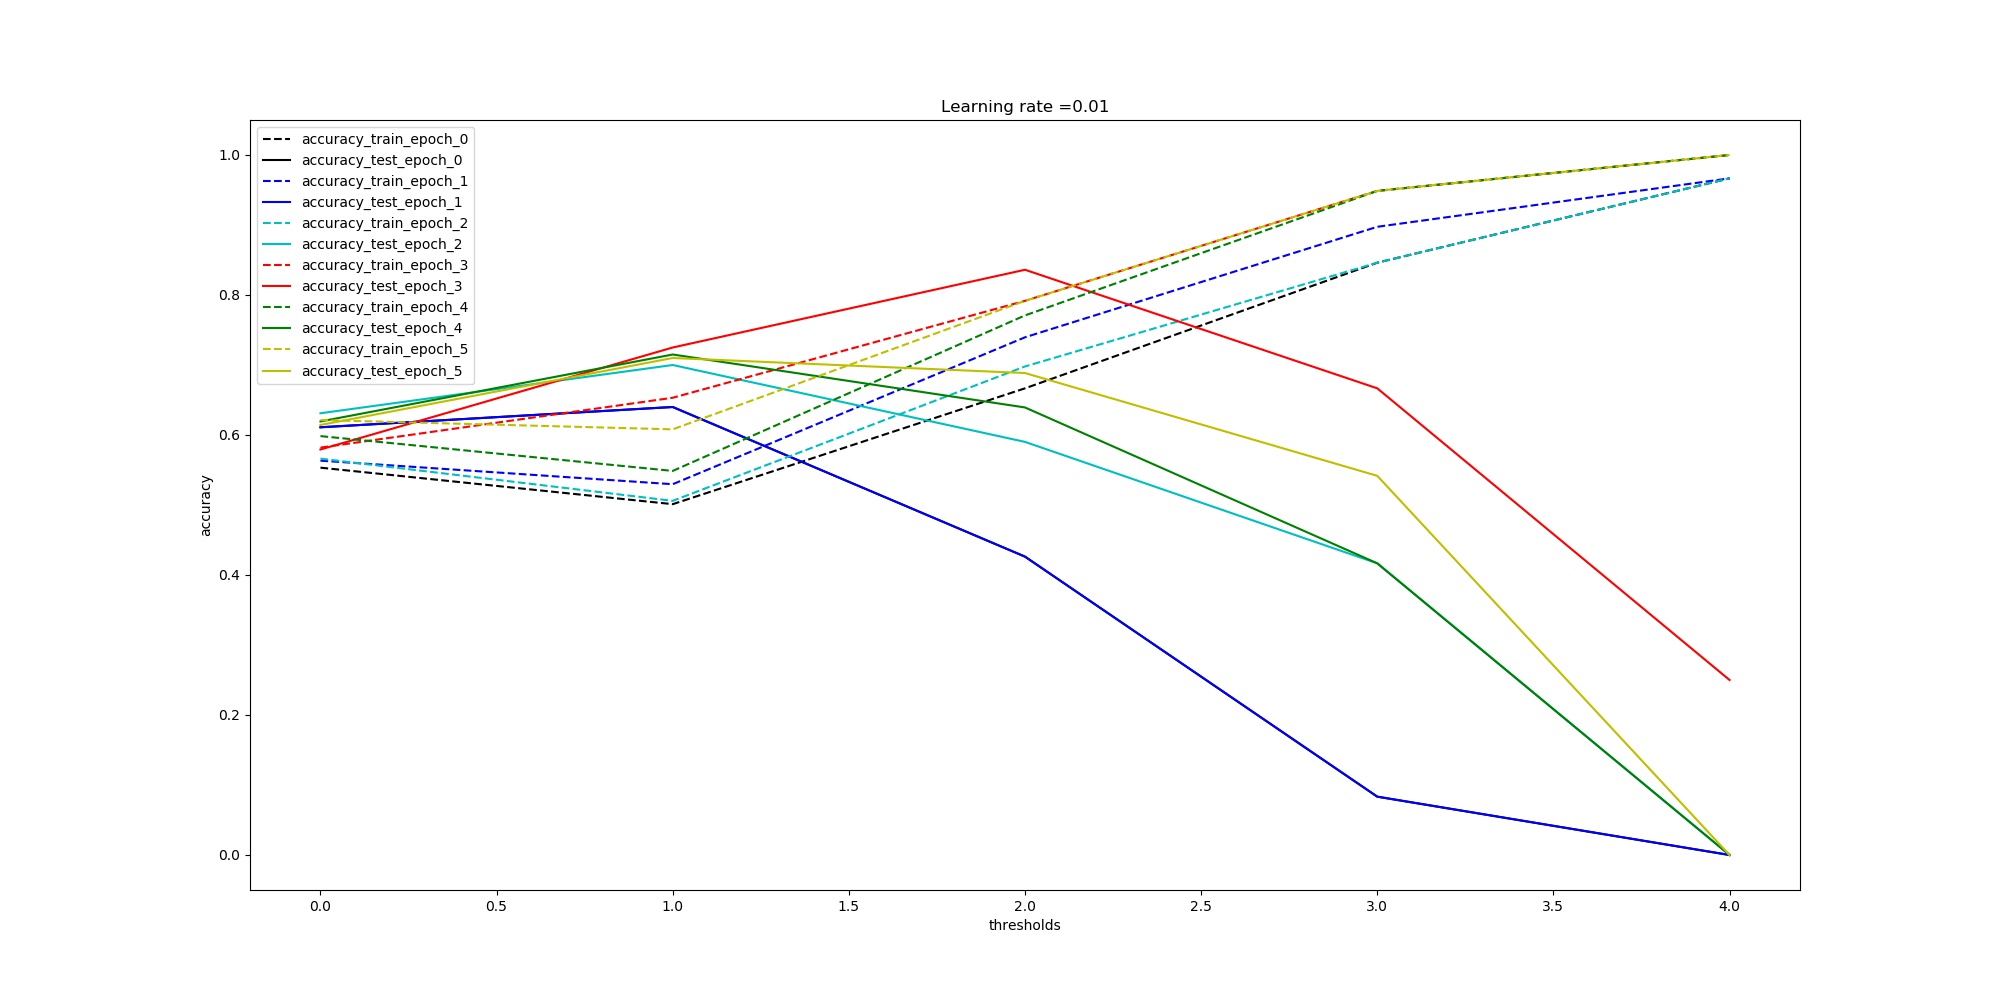 Learning rate =0.01
accuracy_train_epoch_0
accuracy_test_epoch_0
accuracy_train_epoch_1
accuracy_test_epoch_1
accuracy_train_epoch_2
accuracy_test_epoch_2
accuracy_train_epoch_3
accuracy_test_epoch_3
accuracy_train_epoch_4
accuracy_test_epoch_4
accuracy_train_epoch_5
accuracy_test_epoch_5
1.0
0.8
0.6
0.4
0.2
0.0
accuracy
0.0 0.5 1.0 1.5 2.0 2.5 3.0 3.5 4.0
thresholds